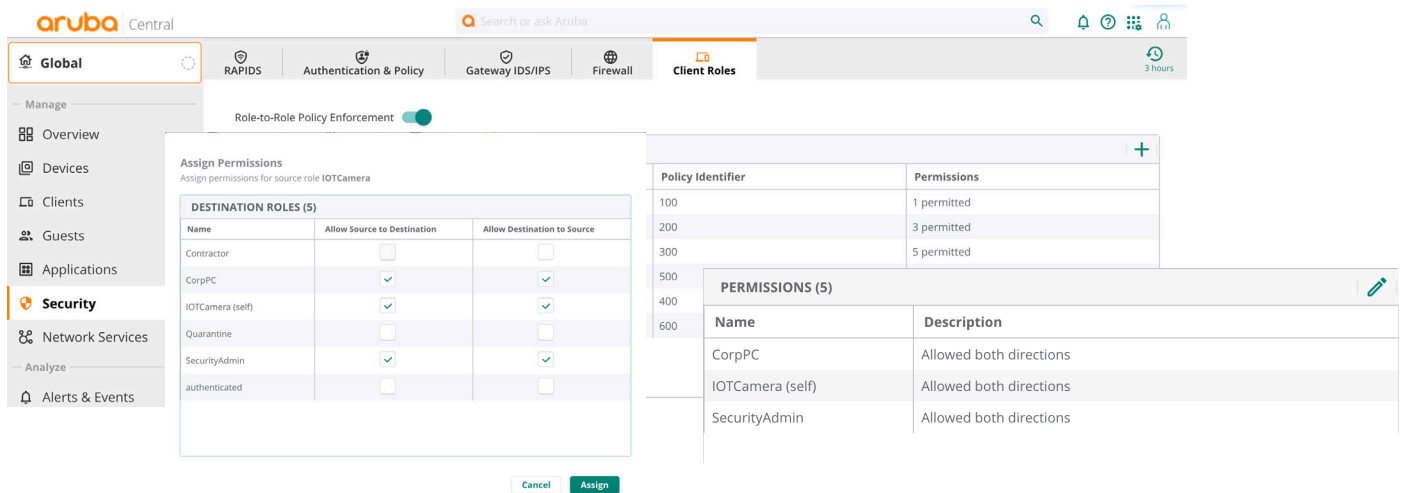 aruba Central
Search or ask Aruba
Global
RAPIDS
Authentication & Policy
Gateway IDS/IPS
Firewall
Client Roles
3 hours
Manage
Overview
Devices
Clients
Guests
Applications
Security
Network Services
Analyze
Alerts & Events
Role-to-Role Policy Enforcement
Assign Permissions
Assign permissions for source role IOTCamera
DESTINATION ROLES (5)
Name Allow Source to Destination Allow Destination to Source
Contractor
CorpPC
IOTCamera (self)
Quarantine
SecurityAdmin
authenticated
Cancel Assign
Policy Identifier Permissions
100 1 permitted
200 3 permitted
300 5 permitted
500
400
600
PERMISSIONS (5)
Name Description
CorpPC Allowed both directions
IOTCamera (self) Allowed both directions
SecurityAdmin Allowed both directions